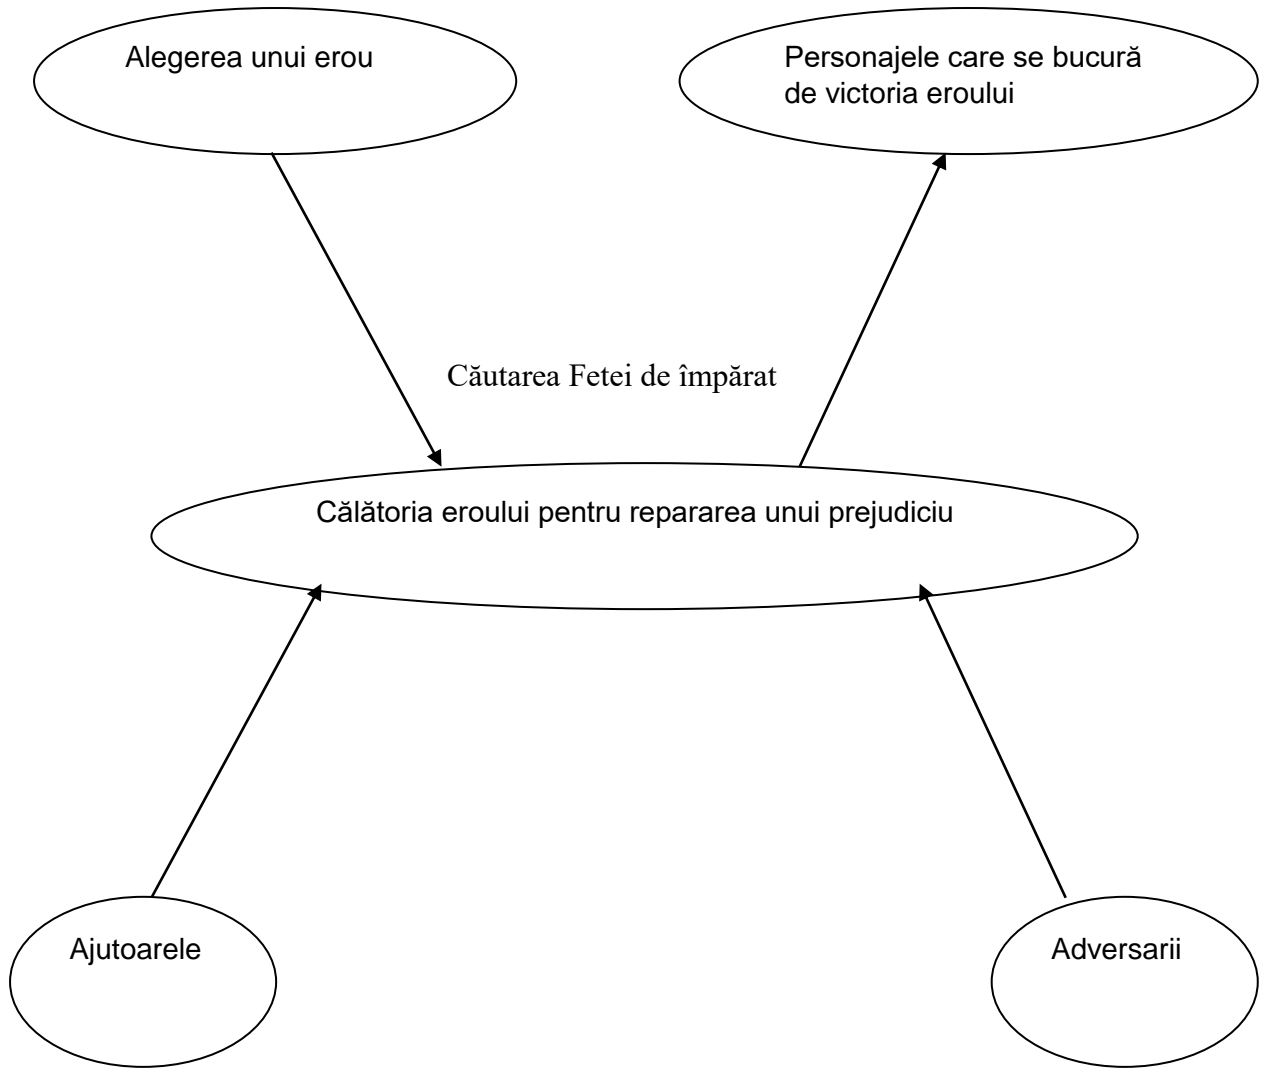 Alegerea unui erou
Personajele care se bucură
de victoria eroului
Căutarea Fetei de împărat
Călătoria eroului pentru repararea unui prejudiciu
Ajutoarele
Adversarii